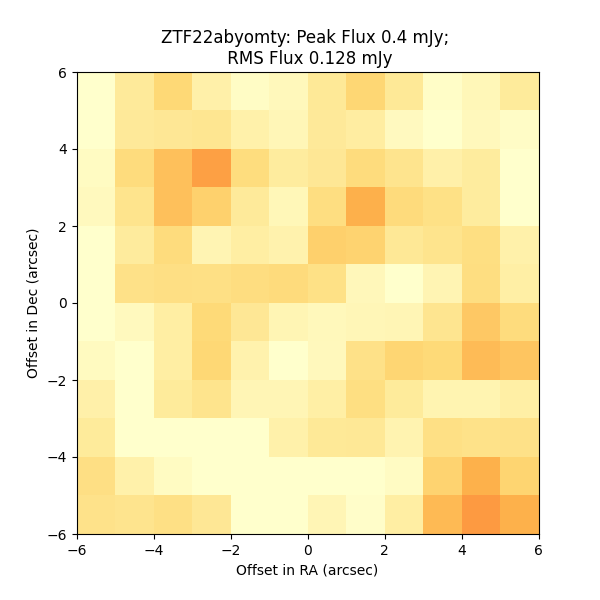 ZTF22abyomty: Peak Flux 0.4 mJy;
RMS Flux 0.128 mJy
6
4
2
0
−2
−4
−6
Offset in Dec (arcsec)
−6 −4 −2 0 2 4 6
Offset in RA (arcsec)